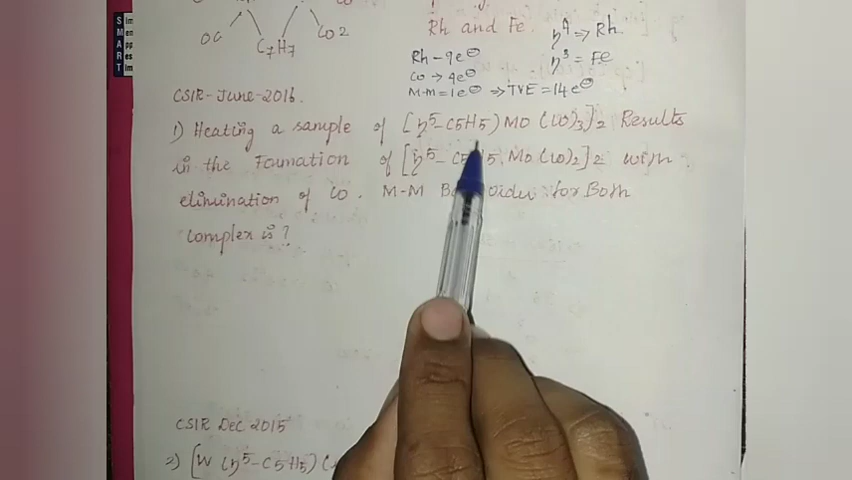 OC
C7H7
CO2
Rh and Fe.
η4 => Rh
Rh - 9e⊖
η3 = Fe
CO → 4e⊖
M-M = 1e⊖ => TVE = 14e⊖
CSIR-June-2016.
1) Heating a sample of [η5-C5H5)MO (CO)3]2 Results
in the Formation of [η5- C5H5.Mo(CO)2]2 with
elimination of CO. M-M Bond order for Both
complex is?
CSIR Dec 2015
2) [W (η5-C5H5) (